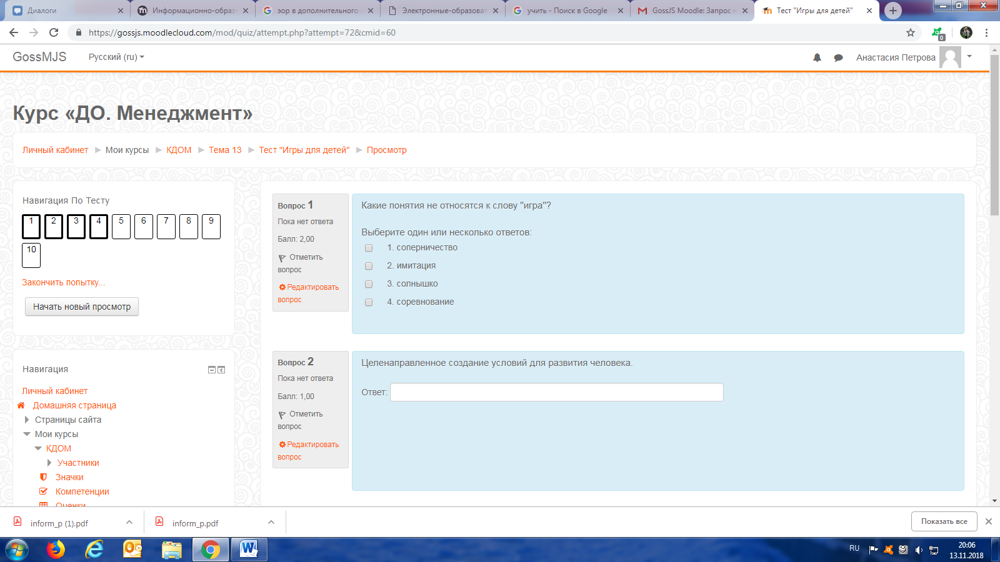 Диалоги
Информационно-образо
эор в дополнительного
Электронные-образоват
учить - Поиск в Google
GossJS Moodle: Запрос н
Тест "Игры для детей"
https://gossjs.moodlecloud.com/mod/quiz/attempt.php?attempt=72&cmid=60
0
GossMJS
Русский (ru)
Анастасия Петрова
Курс «ДО. Менеджмент»
Личный кабинет
Мои курсы
КДОМ
Тема 13
Тест "Игры для детей"
Просмотр
Навигация По Тесту
1 2 3 4 5 6 7 8 9
10
Закончить попытку...
Начать новый просмотр
Навигация
Личный кабинет
Домашняя страница
Страницы сайта
Мои курсы
КДОМ
Участники
Значки
Компетенции
Оценки
Вопрос 1
Пока нет ответа
Балл: 2,00
Отметить
вопрос
Редактировать
вопрос
Какие понятия не относятся к слову "игра"?
Выберите один или несколько ответов:
1. соперничество
2. имитация
3. солнышко
4. соревнование
Вопрос 2
Пока нет ответа
Балл: 1,00
Отметить
вопрос
Редактировать
вопрос
Целенаправленное создание условий для развития человека.
Ответ:
inform_p (1).pdf
inform_p.pdf
Показать все
RU
20:06
13.11.2018